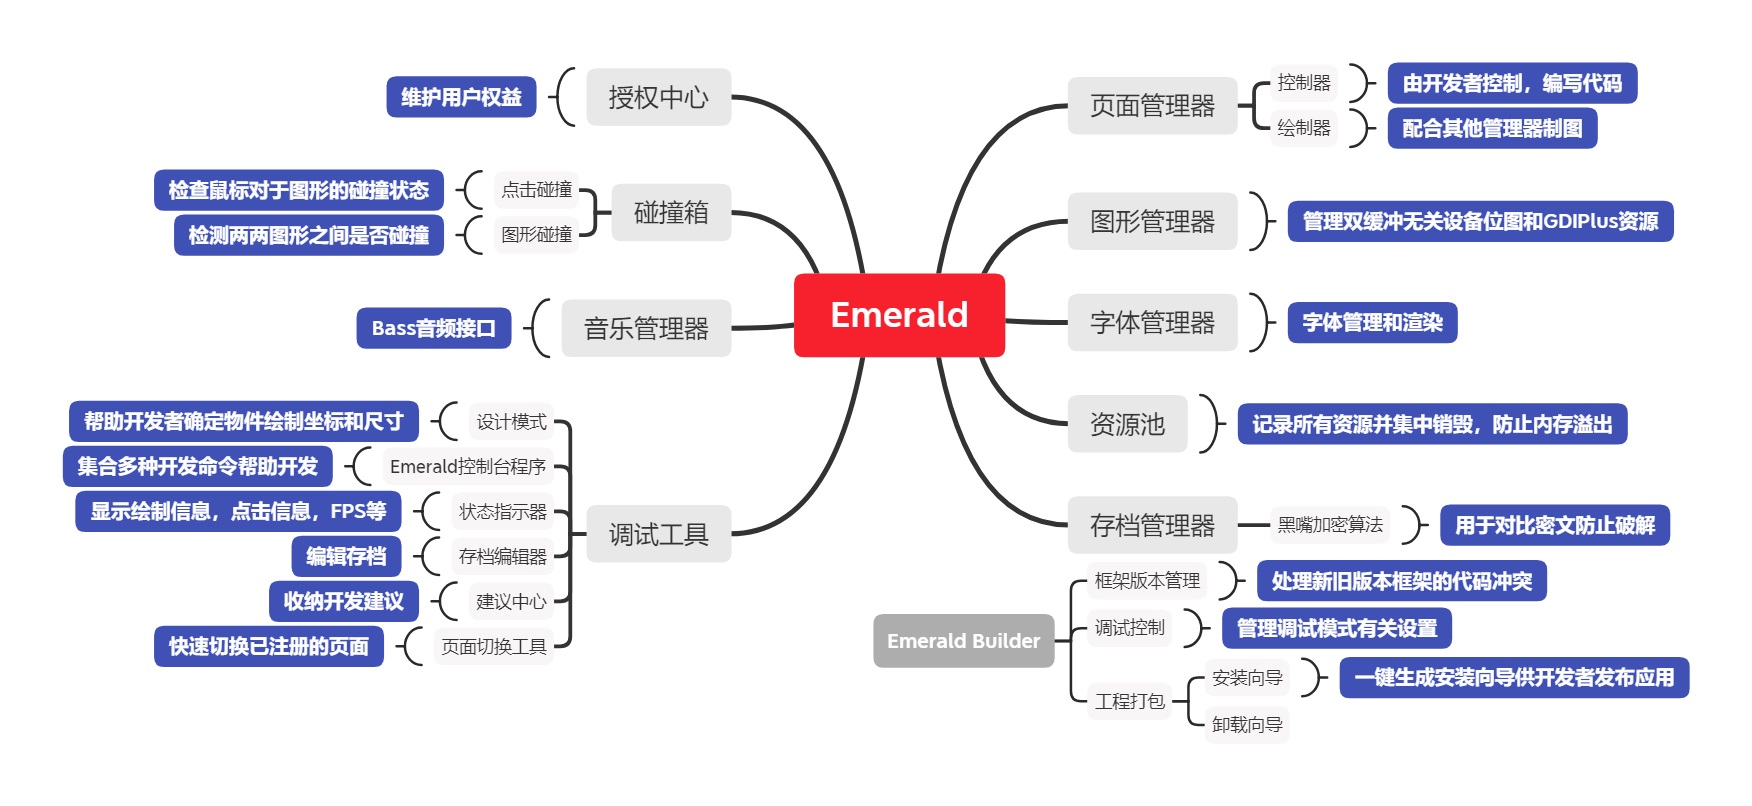 Emerald
授权中心
维护用户权益
碰撞箱
点击碰撞
检查鼠标对于图形的碰撞状态
图形碰撞
检测两两图形之间是否碰撞
音乐管理器
Bass音频接口
调试工具
设计模式
帮助开发者确定物件绘制坐标和尺寸
Emerald控制台程序
集合多种开发命令帮助开发
状态指示器
显示绘制信息，点击信息，FPS等
存档编辑器
编辑存档
建议中心
收纳开发建议
页面切换工具
快速切换已注册的页面
页面管理器
控制器
由开发者控制，编写代码
绘制器
配合其他管理器制图
图形管理器
管理双缓冲无关设备位图和GDIPlus资源
字体管理器
字体管理和渲染
资源池
记录所有资源并集中销毁，防止内存溢出
存档管理器
黑嘴加密算法
用于对比密文防止破解
Emerald Builder
框架版本管理
处理新旧版本框架的代码冲突
调试控制
管理调试模式有关设置
工程打包
安装向导
一键生成安装向导供开发者发布应用
卸载向导